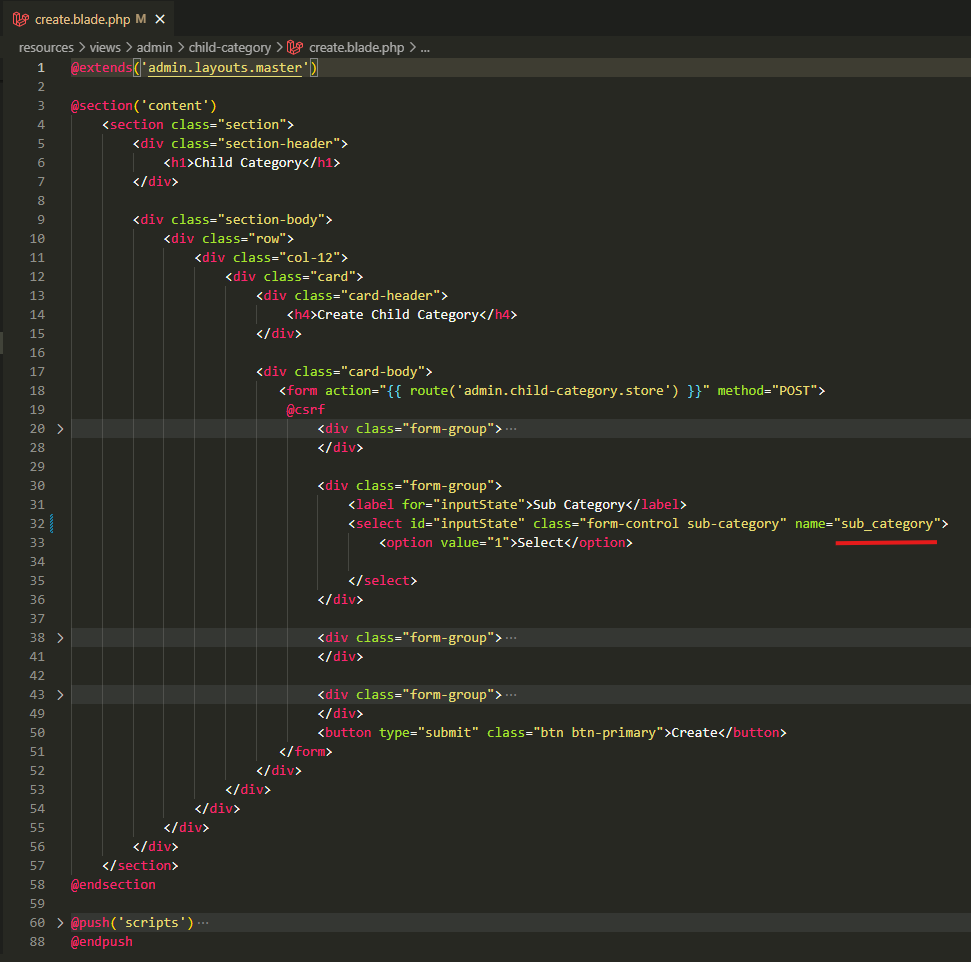 create.blade.php M ×
resources > views > admin > child-category > create.blade.php > ...
1 @extends('admin.layouts.master')
2
3 @section('content')
4 <section class="section">
5 <div class="section-header">
6 <h1>Child Category</h1>
7 </div>
8
9 <div class="section-body">
10 <div class="row">
11 <div class="col-12">
12 <div class="card">
13 <div class="card-header">
14 <h4>Create Child Category</h4>
15 </div>
16
17 <div class="card-body">
18 <form action="{{ route('admin.child-category.store') }}" method="POST">
19 @csrf
20 > <div class="form-group"> ...
28 </div>
29
30 <div class="form-group">
31 <label for="inputState">Sub Category</label>
32 <select id="inputState" class="form-control sub-category" name="sub_category">
33 <option value="1">Select</option>
34
35 </select>
36 </div>
37
38 > <div class="form-group"> ...
41 </div>
42
43 > <div class="form-group"> ...
49 </div>
50 <button type="submit" class="btn btn-primary">Create</button>
51 </form>
52 </div>
53 </div>
54 </div>
55 </div>
56 </div>
57 </section>
58 @endsection
59
60 > @push('scripts') ...
88 @endpush